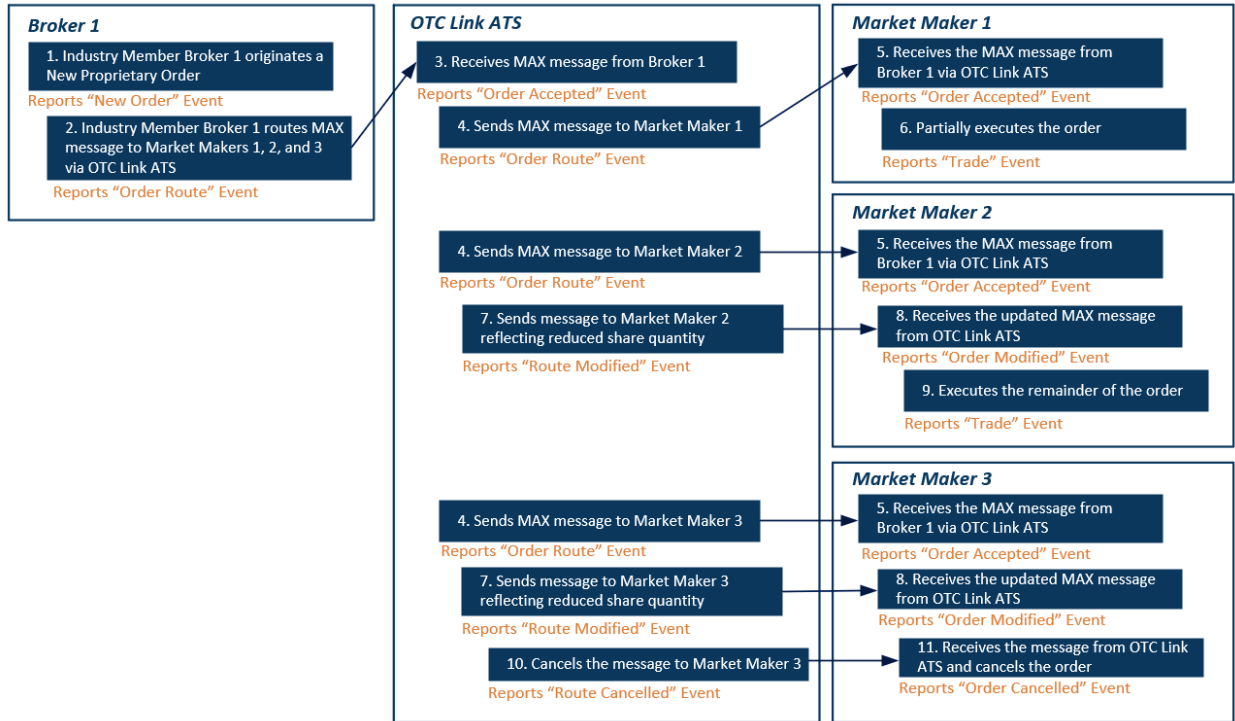 Broker 1
1. Industry Member Broker 1 originates a
New Proprietary Order
Reports “New Order” Event
2. Industry Member Broker 1 routes MAX
message to Market Makers 1, 2, and 3
via OTC Link ATS
Reports “Order Route” Event
OTC Link ATS
3. Receives MAX message from Broker 1
Reports “Order Accepted” Event
4. Sends MAX message to Market Maker 1
Reports “Order Route” Event
4. Sends MAX message to Market Maker 2
Reports “Order Route” Event
7. Sends message to Market Maker 2
reflecting reduced share quantity
Reports “Route Modified” Event
4. Sends MAX message to Market Maker 3
Reports “Order Route” Event
7. Sends message to Market Maker 3
reflecting reduced share quantity
Reports “Route Modified” Event
10. Cancels the message to Market Maker 3
Reports “Route Cancelled” Event
Market Maker 1
5. Receives the MAX message from
Broker 1 via OTC Link ATS
Reports “Order Accepted” Event
6. Partially executes the order
Reports “Trade” Event
Market Maker 2
5. Receives the MAX message from
Broker 1 via OTC Link ATS
Reports “Order Accepted” Event
8. Receives the updated MAX message
from OTC Link ATS
Reports “Order Modified” Event
9. Executes the remainder of the order
Reports “Trade” Event
Market Maker 3
5. Receives the MAX message from
Broker 1 via OTC Link ATS
Reports “Order Accepted” Event
8. Receives the updated MAX message
from OTC Link ATS
Reports “Order Modified” Event
11. Receives the message from OTC Link
ATS and cancels the order
Reports “Order Cancelled” Event